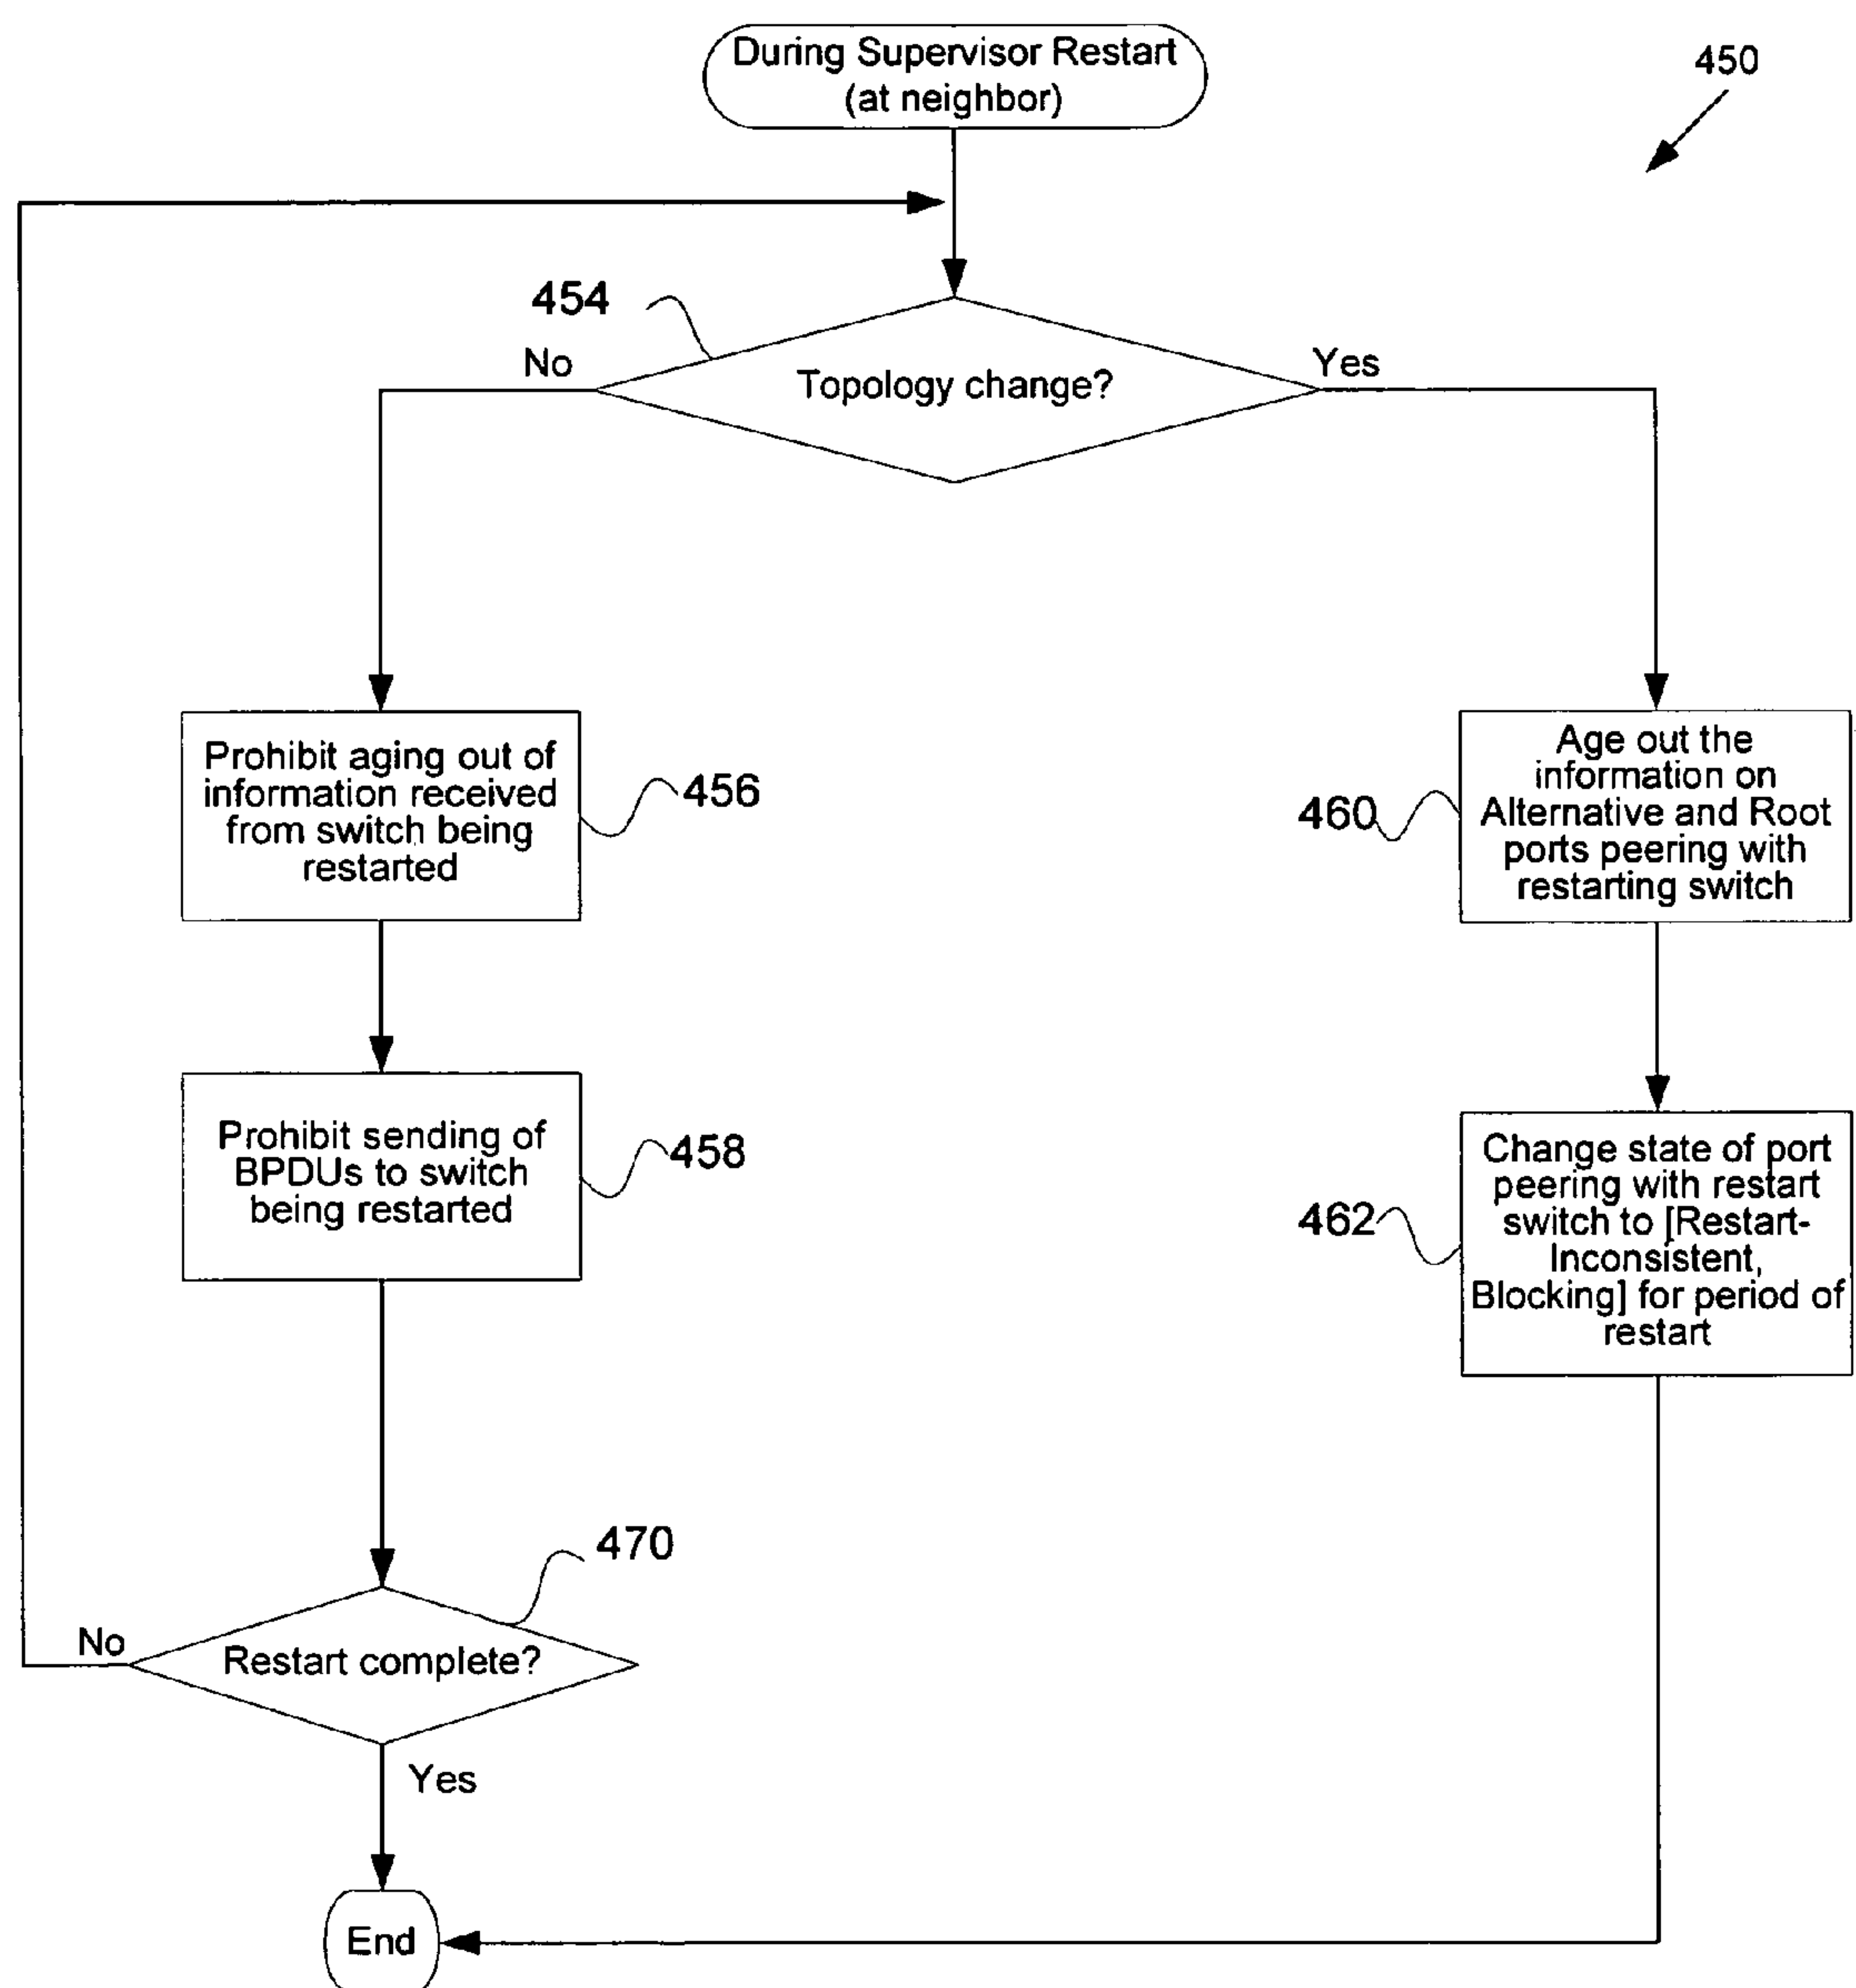 During Supervisor Restart
(at neighbor)
450
454
No
Yes
Topology change?
Prohibit aging out of
information received
from switch being
restarted
456
Age out the
information on
Alternative and Root
ports peering with
restarting switch
460
Prohibit sending of
BPDUs to switch
being restarted
458
Change state of port
peering with restart
switch to [Restart-
Inconsistent,
Blocking] for period of
restart
462
470
No
Restart complete?
Yes
End